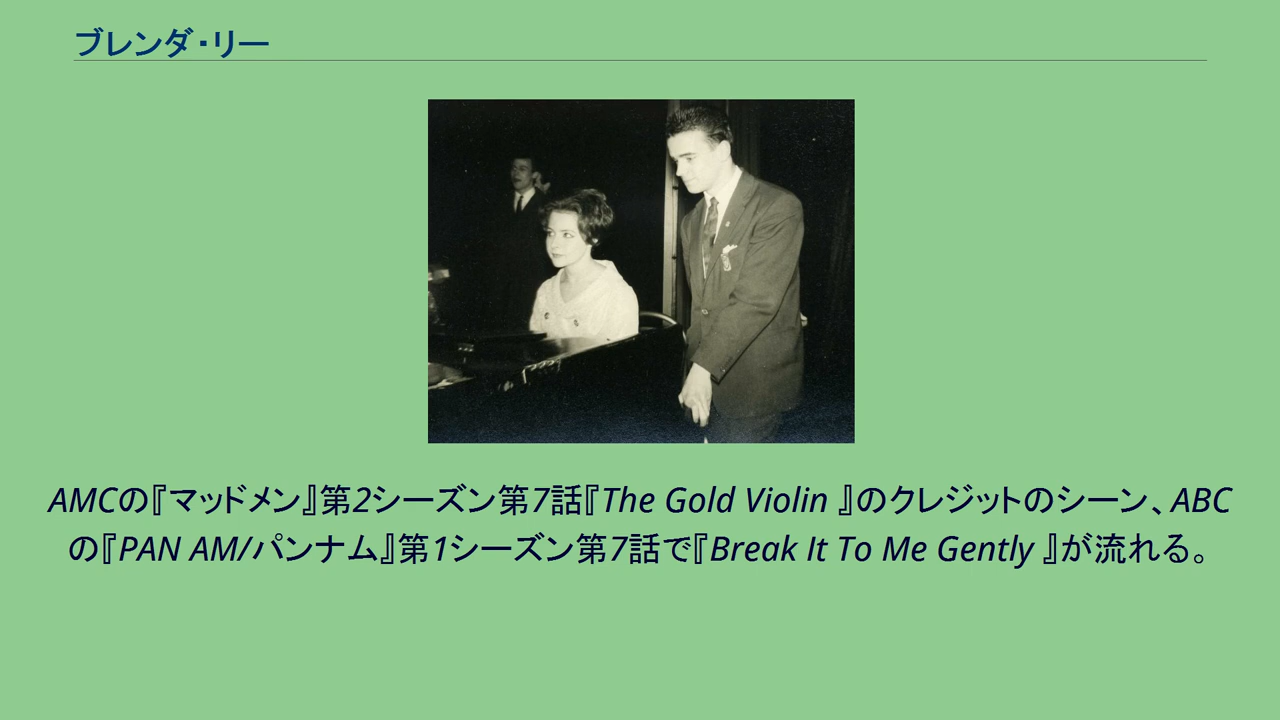 ブレンダ・リー
AMCの『マッドメン』第2シーズン第7話『The Gold Violin 』のクレジットのシーン、ABC
の『PAN AM/パンナム』第1シーズン第7話で『Break It To Me Gently 』が流れる。